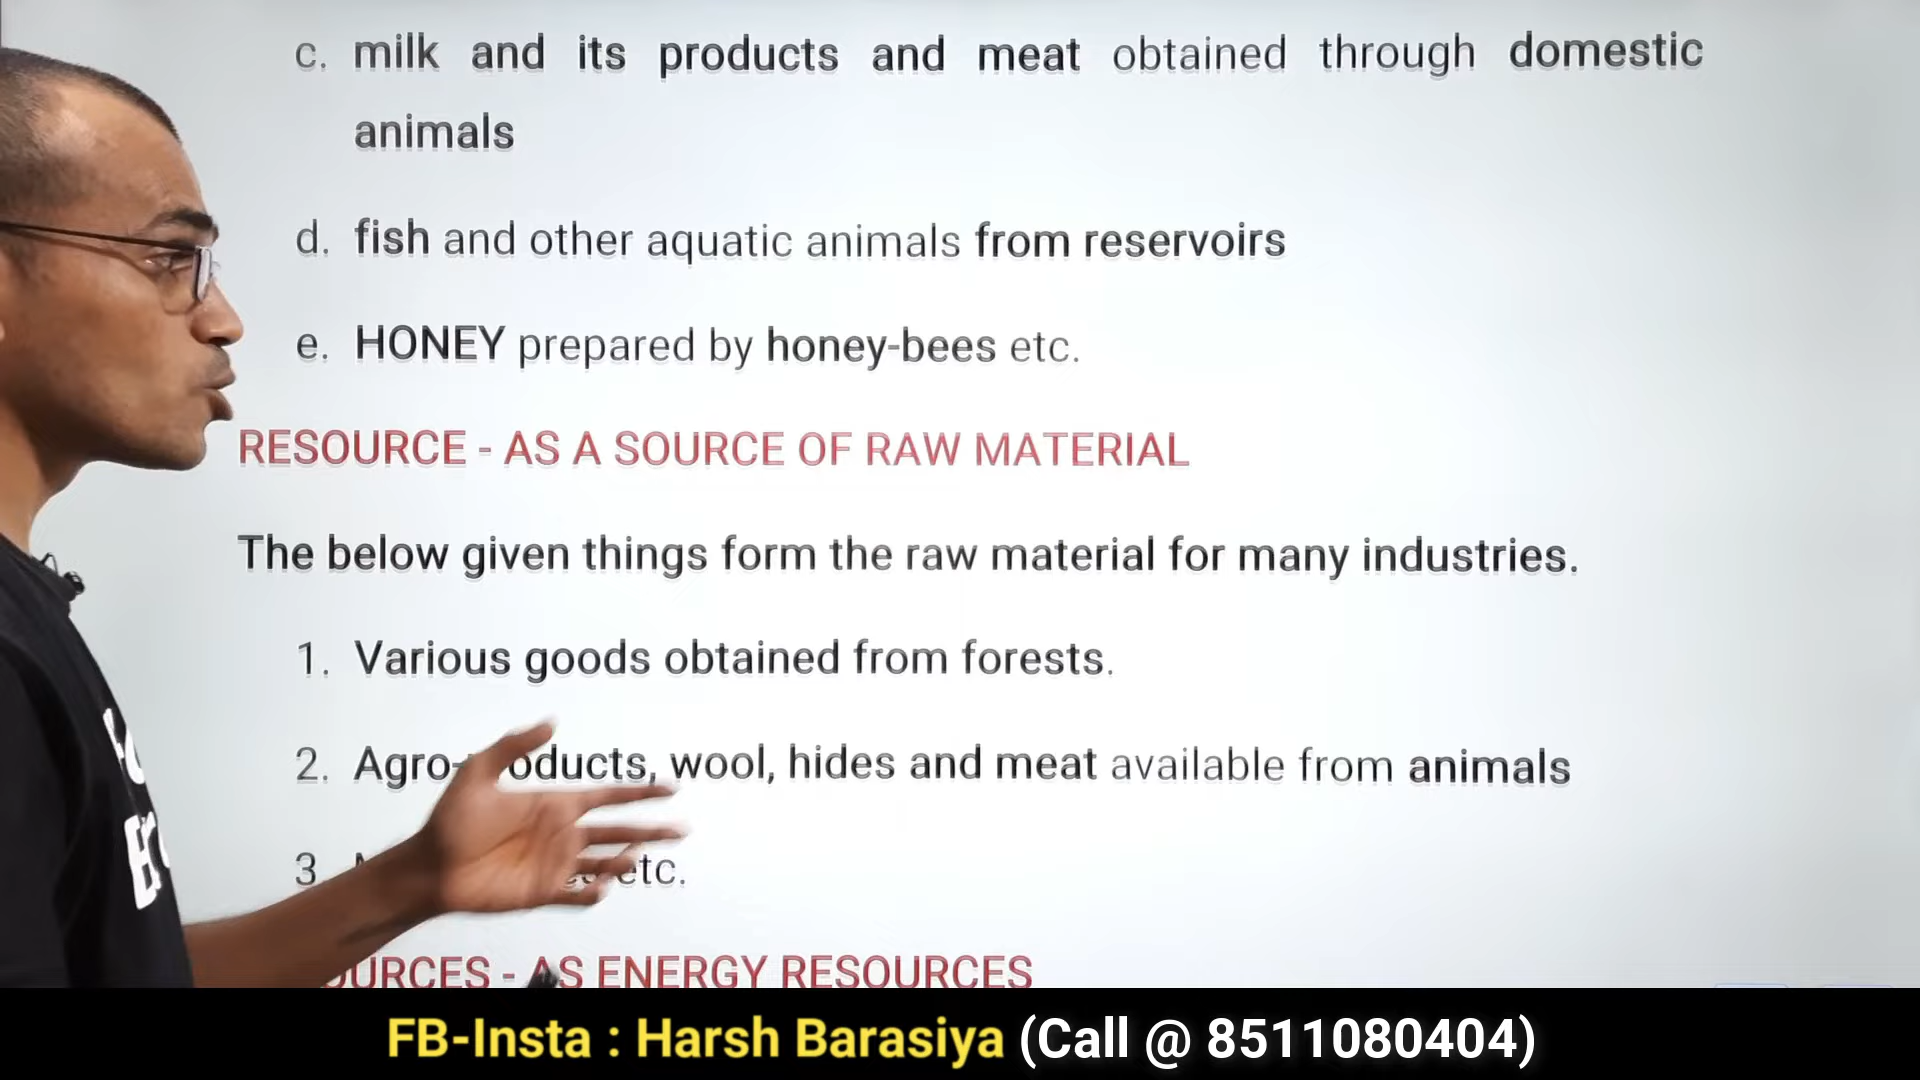 c. milk and its products and meat obtained through domestic
animals
d. fish and other aquatic animals from reservoirs
e. HONEY prepared by honey-bees etc.
RESOURCE - AS A SOURCE OF RAW MATERIAL
The below given things form the raw material for many industries.
1. Various goods obtained from forests.
2. wool, hides and meat available from animals
3. etc.
- AS ENERGY RESOURCES
FB-Insta : Harsh Barasiya (Call @ 8511080404)